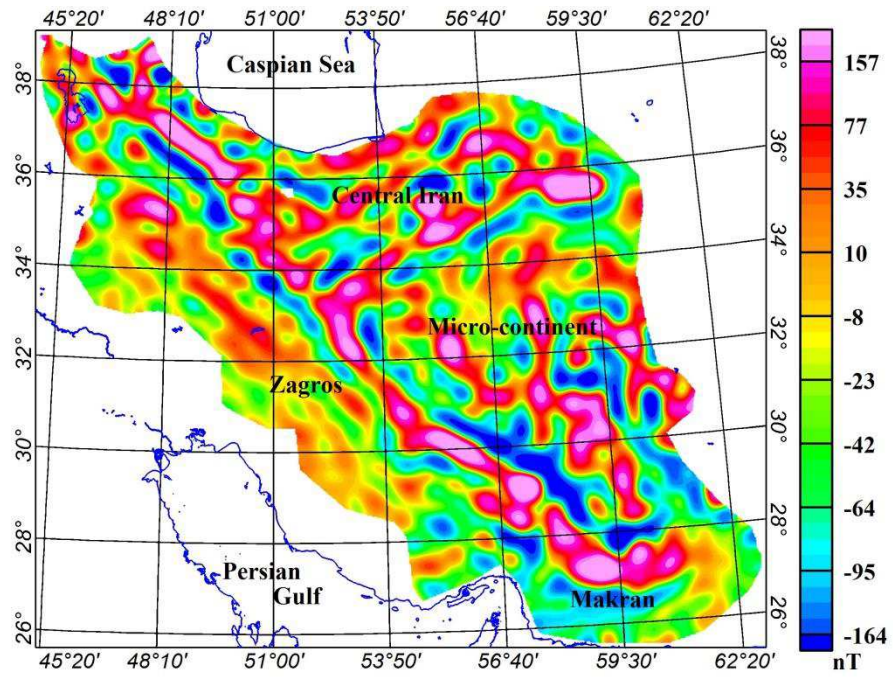 45°20' 48°10' 51°00' 53°50' 56°40' 59°30' 62°20'
38° 38°
36° 36°
34° 34°
32° 32°
30° 30°
28° 28°
26° 26°
Caspian Sea
Central Iran
Micro-continent
Zagros
Persian
Gulf
Makran
45°20' 48°10' 51°00' 53°50' 56°40' 59°30' 62°20'
157
77
35
10
-8
-23
-42
-64
-95
-164
nT